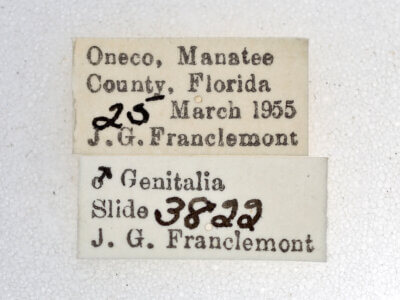 Oneco, Manatee
County, Florida
25 March 1955
J. G. Franclemont
♂ Genitalia
Slide 3822
J. G. Franclemont